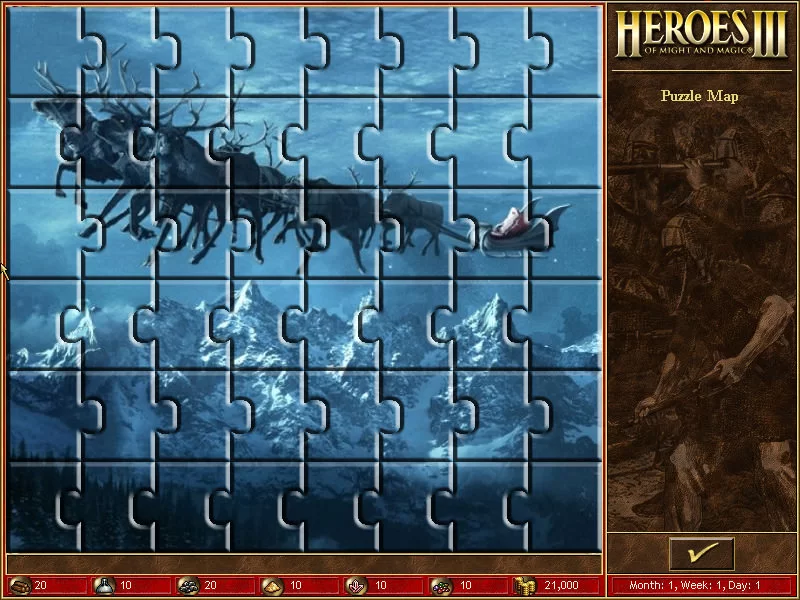 HEROES III
OF MIGHT AND MAGIC®
Puzzle Map
20
10
20
10
10
10
21,000
Month: 1, Week: 1, Day: 1